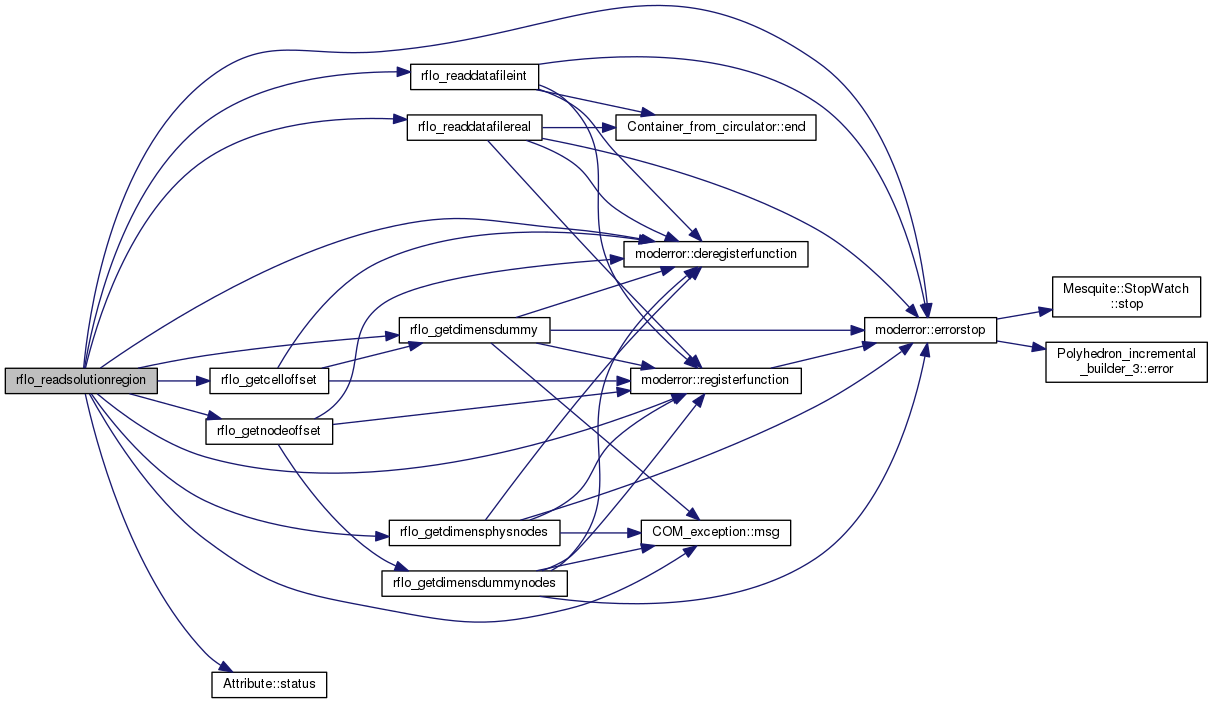 rflo_readdatafileint
rflo_readdatafilereal
Container_from_circulator::end
moderror::deregisterfunction
Mesquite::StopWatch
::stop
rflo_getdimensdummy
moderror::errorstop
Polyhedron_incremental
_builder_3::error
rflo_readsolutionregion
rflo_getcelloffset
moderror::registerfunction
rflo_getnodeoffset
rflo_getdimensphysnodes
COM_exception::msg
rflo_getdimensdummynodes
Attribute::status